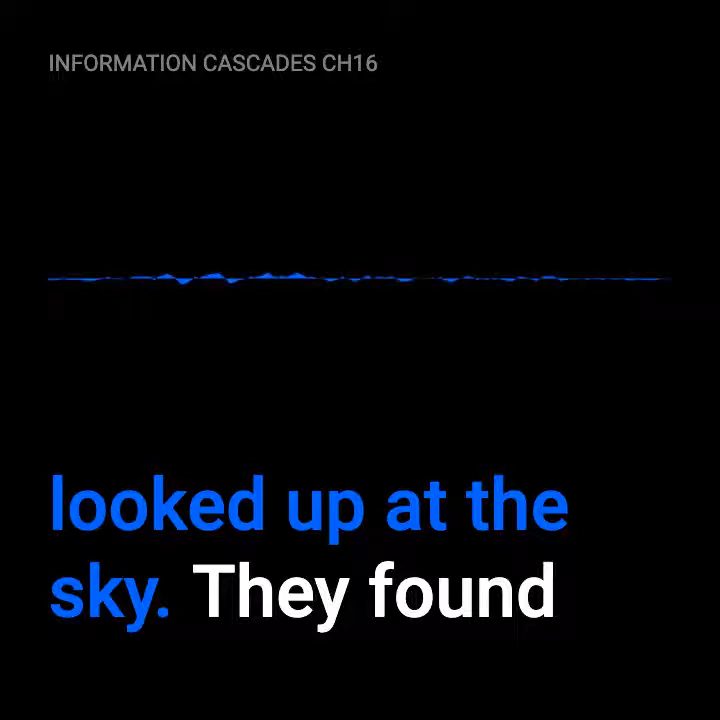 INFORMATION CASCADES CH16
looked up at the
sky. They found